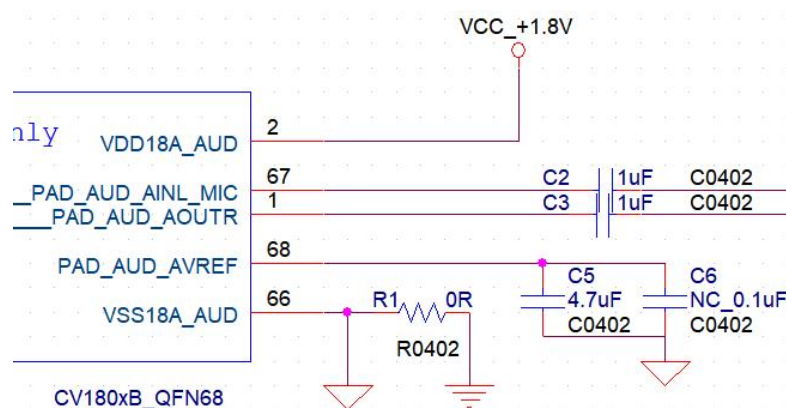 VCC_+1.8V
nly
VDD18A_AUD 2
__PAD_AUD_AINL_MIC 67 C2 1uF C0402
___PAD_AUD_AOUTR 1 C3 1uF C0402
PAD_AUD_AVREF 68
C5 C6
4.7uF NC_0.1uF
C0402 C0402
VSS18A_AUD 66 R1 0R
R0402
CV180xB_QFN68